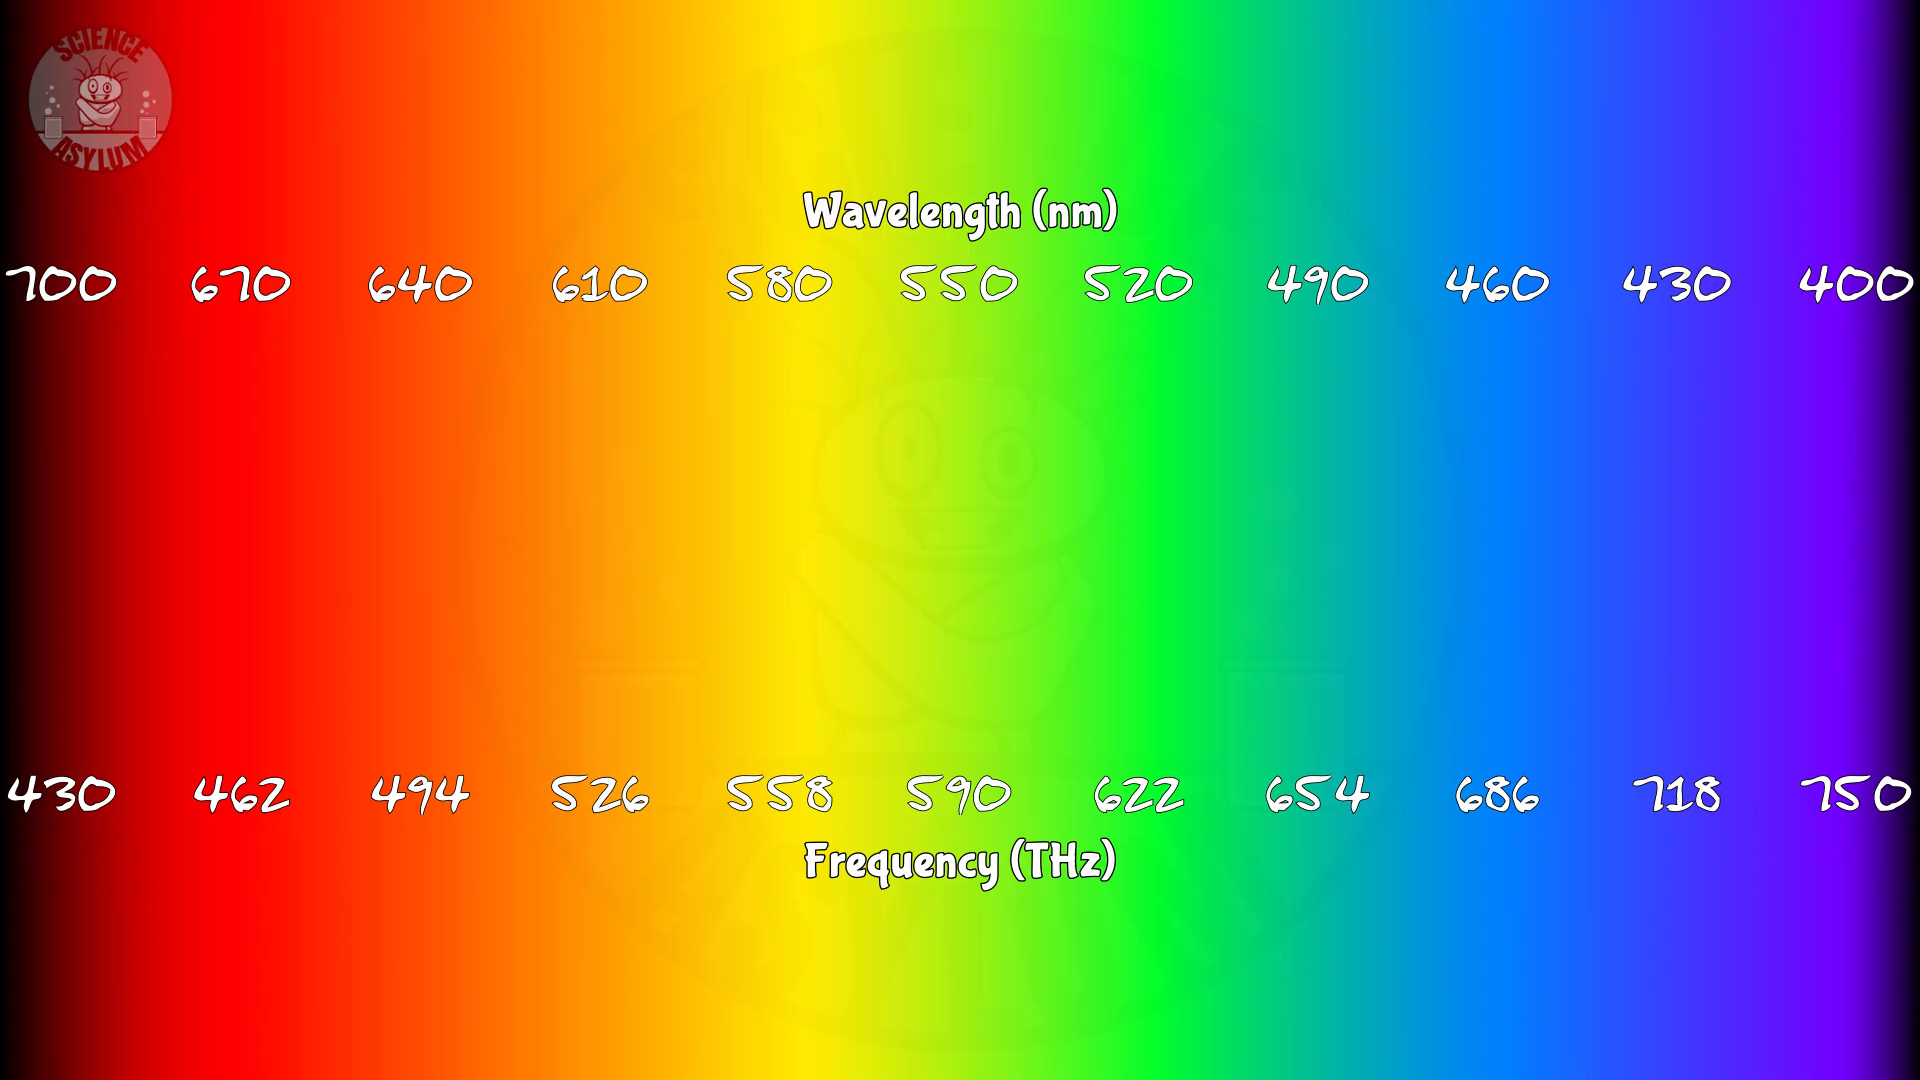 SCIENCE
ASYLUM
Wavelength (nm)
700 670 640 610 580 550 520 490 460 430 400
430 462 494 526 558 590 622 654 686 718 750
Frequency (THz)